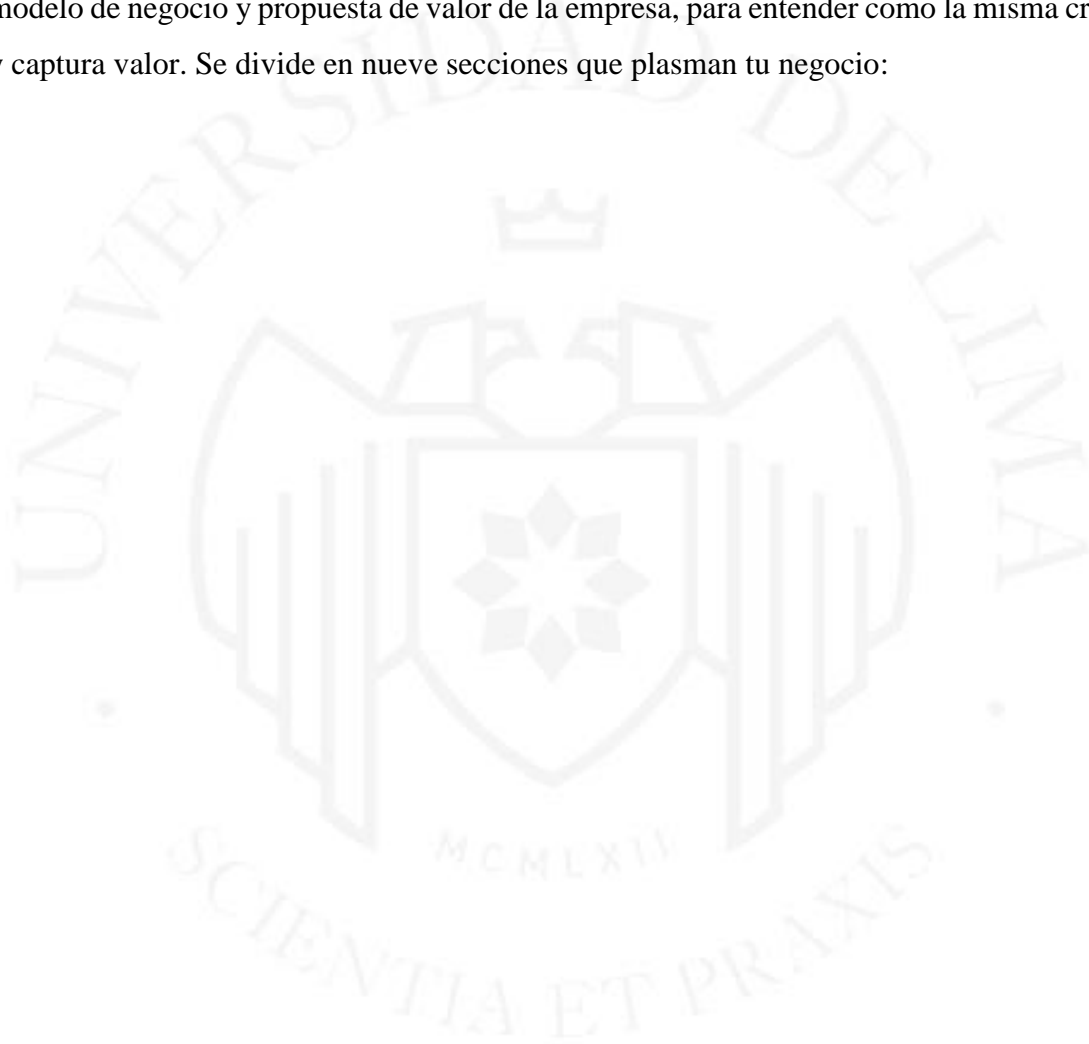 modelo de negocio y propuesta de valor de la empresa, para entender como la misma cr
y captura valor. Se divide en nueve secciones que plasman tu negocio:
UNIVERSIDAD DE LIMA
MCMLXII
SCIENTIA ET PRAXIS